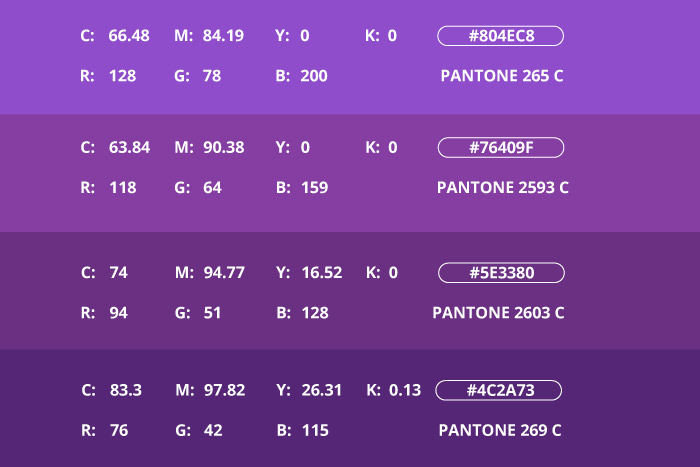 C: 66.48 M: 84.19 Y: 0 K: 0 #804EC8
R: 128 G: 78 B: 200 PANTONE 265 C
C: 63.84 M: 90.38 Y: 0 K: 0 #76409F
R: 118 G: 64 B: 159 PANTONE 2593 C
C: 74 M: 94.77 Y: 16.52 K: 0 #5E3380
R: 94 G: 51 B: 128 PANTONE 2603 C
C: 83.3 M: 97.82 Y: 26.31 K: 0.13 #4C2A73
R: 76 G: 42 B: 115 PANTONE 269 C